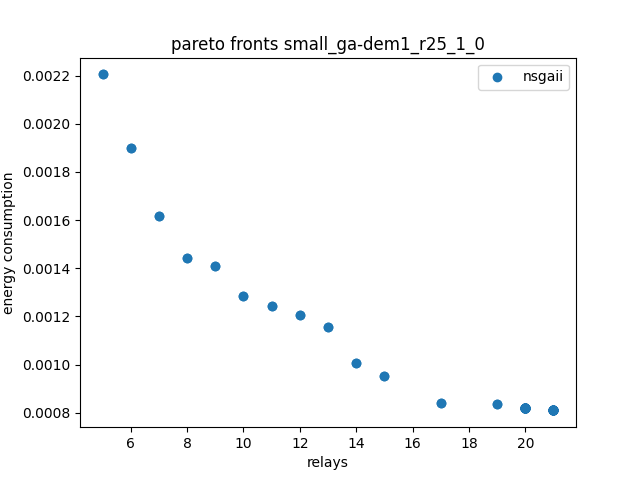 pareto fronts small_ga-dem1_r25_1_0
nsgaii
energy consumption
0.0022
0.0020
0.0018
0.0016
0.0014
0.0012
0.0010
0.0008
6 8 10 12 14 16 18 20
relays